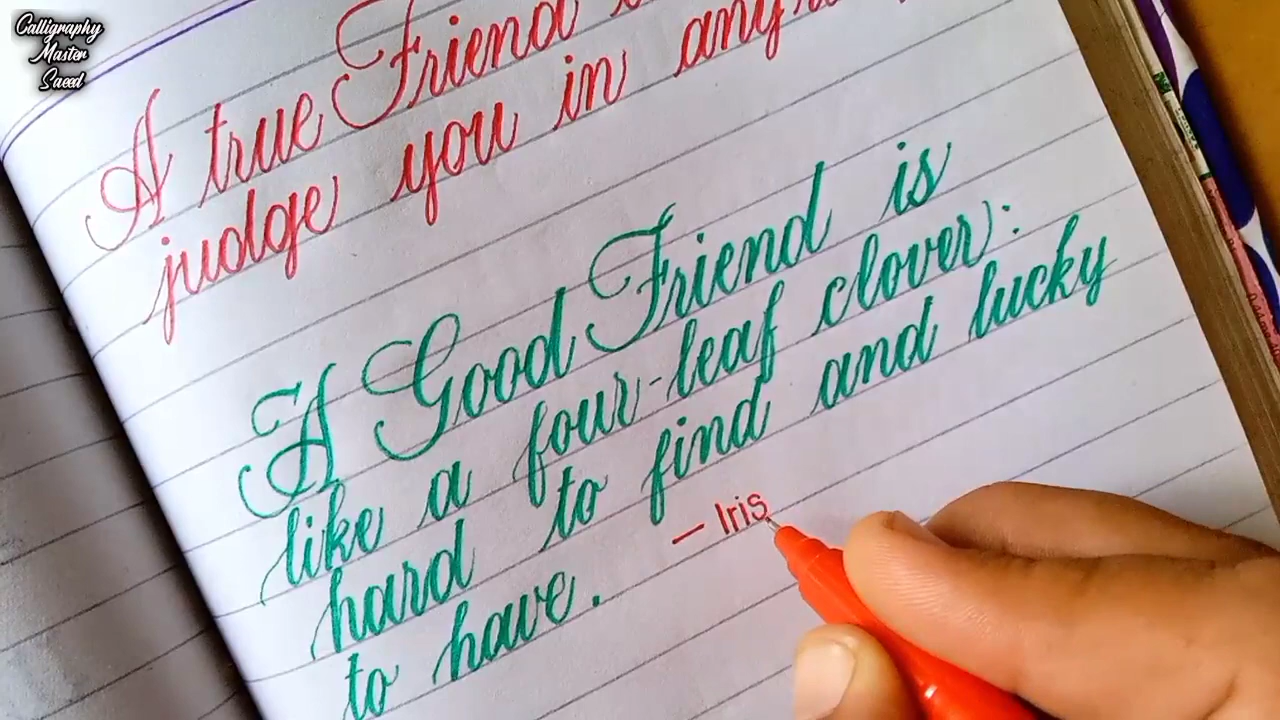 Calligraphy
Master
Saeed
A true Friend
judge you in
A Good Friend is
like a four-leaf clover:
hard to find and lucky
to have.
— Iris